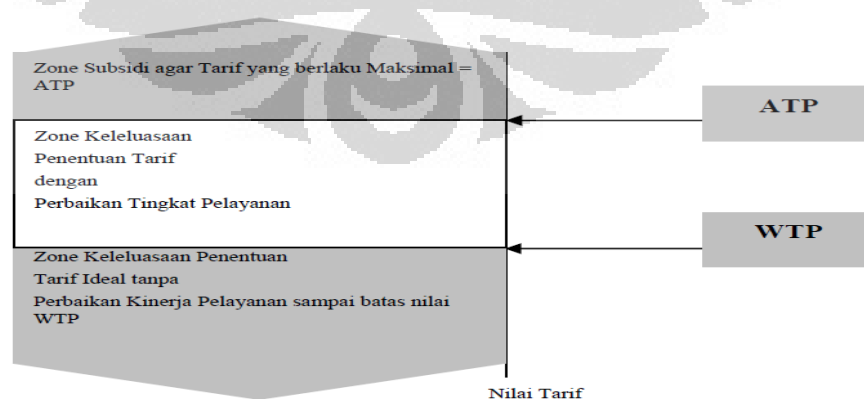 Zone Subsidi agar Tarif yang berlaku Maksimal =
ATP
ATP
Zone Keleluasaan
Penentuan Tarif
dengan
Perbaikan Tingkat Pelayanan
WTP
Zone Keleluasaan Penentuan
Tarif Ideal tanpa
Perbaikan Kinerja Pelayanan sampai batas nilai
WTP
Nilai Tarif